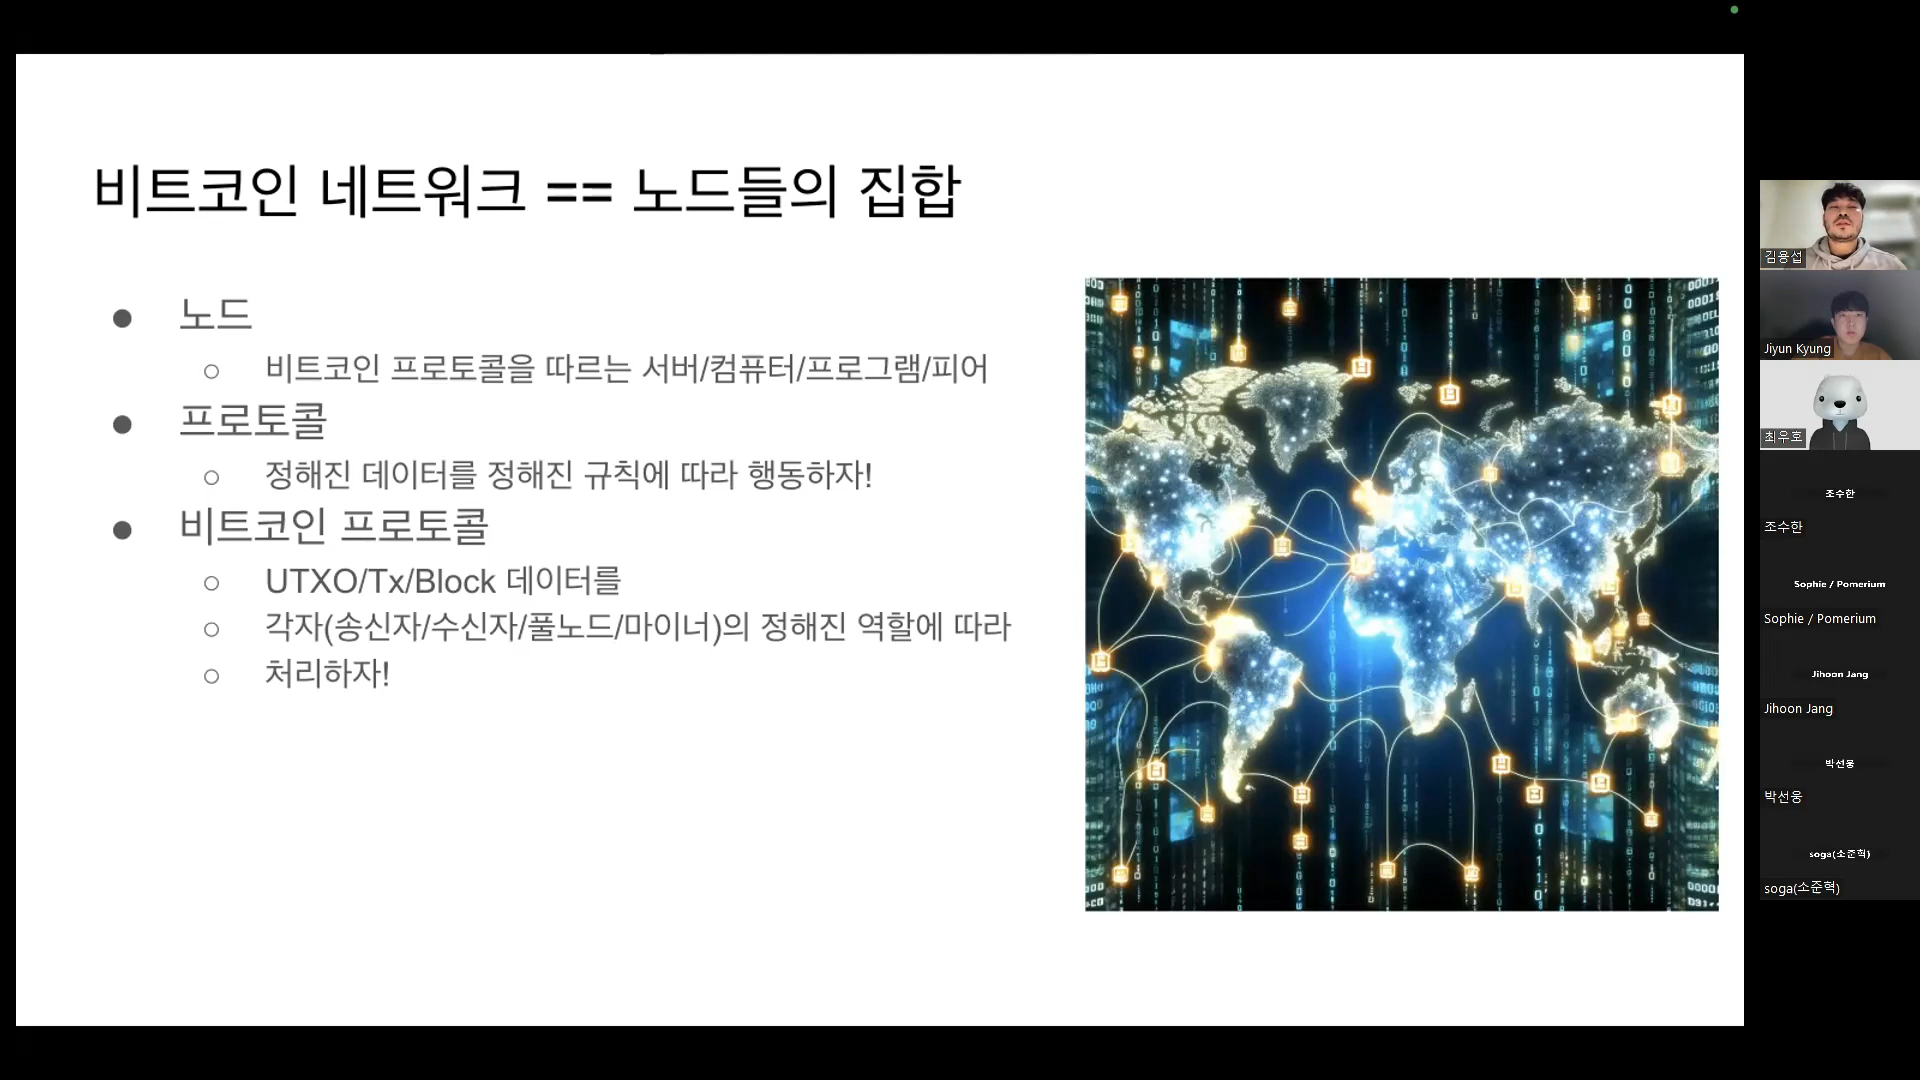 비트코인 네트워크 == 노드들의 집합
● 노드
○ 비트코인 프로토콜을 따르는 서버/컴퓨터/프로그램/피어
● 프로토콜
○ 정해진 데이터를 정해진 규칙에 따라 행동하자!
● 비트코인 프로토콜
○ UTXO/Tx/Block 데이터를
○ 각자(송신자/수신자/풀노드/마이너)의 정해진 역할에 따라
○ 처리하자!
김용섭
Jiyun Kyung
최우호
조수한
조수한
Sophie / Pomerium
Sophie / Pomerium
Jihoon Jang
Jihoon Jang
박선웅
박선웅
soga(소준혁)
soga(소준혁)